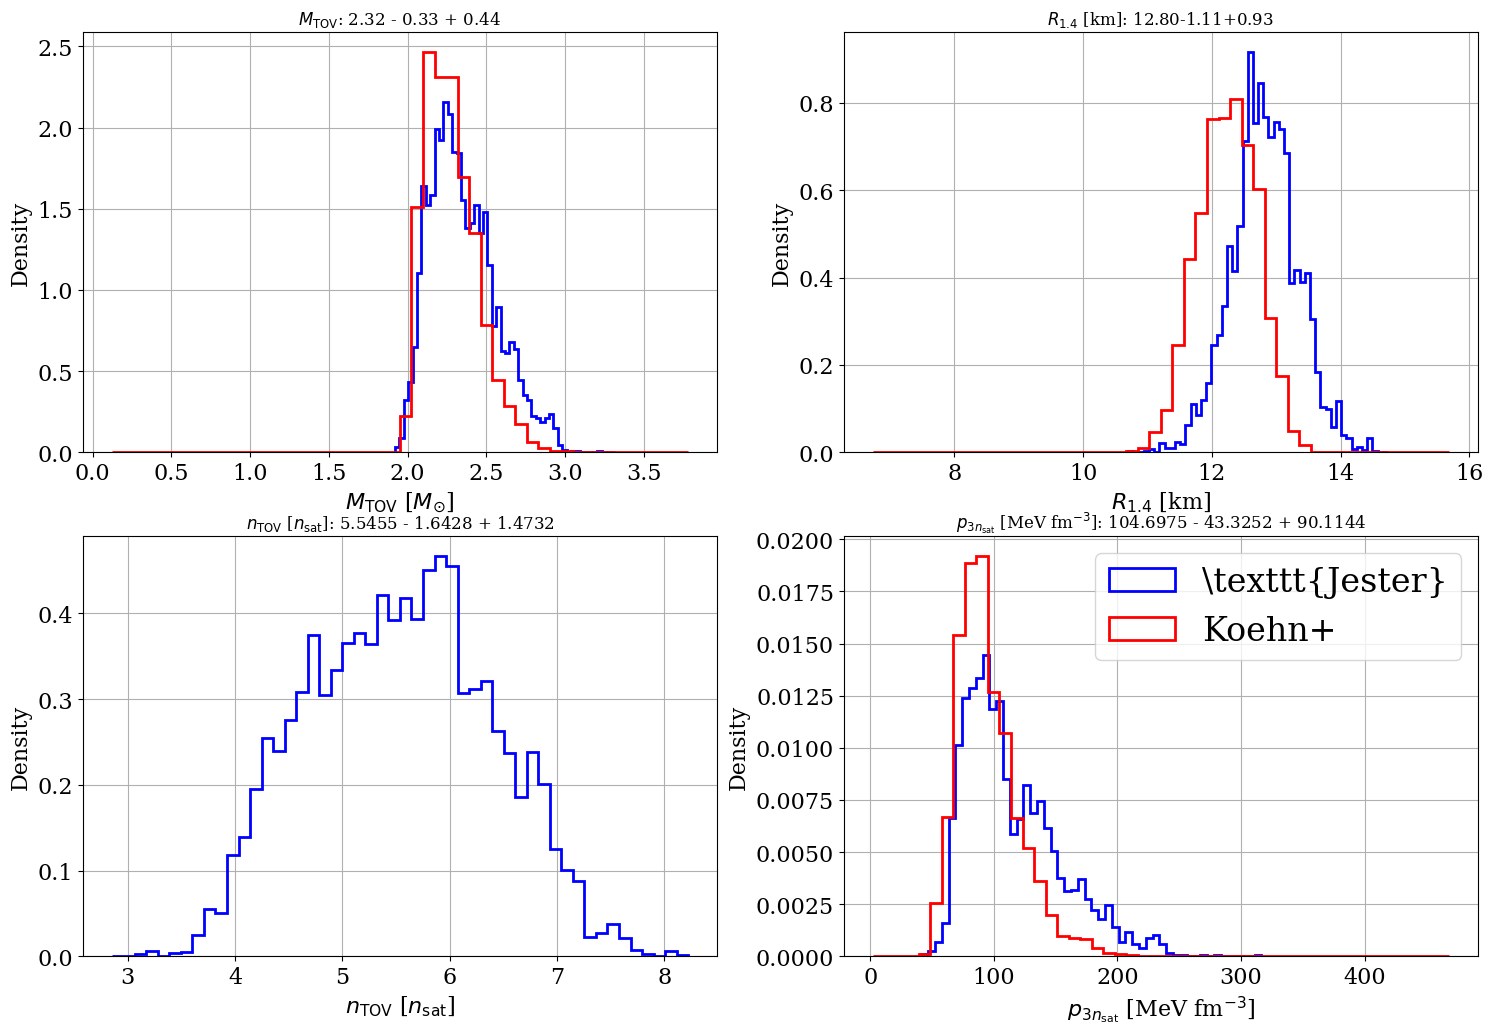 M_TOV: 2.32 - 0.33 + 0.44
R_1.4 [km]: 12.80-1.11+0.93
2.5
2.0
1.5
1.0
0.5
0.0
Density
0.0 0.5 1.0 1.5 2.0 2.5 3.0 3.5
M_TOV [M_⊙]
0.8
0.6
0.4
0.2
0.0
Density
8 10 12 14 16
R_1.4 [km]
n_TOV [n_sat]: 5.5455 - 1.6428 + 1.4732
p_3n_sat [MeV fm⁻³]: 104.6975 - 43.3252 + 90.1144
0.4
0.3
0.2
0.1
0.0
Density
3 4 5 6 7 8
n_TOV [n_sat]
0.0200
0.0175
0.0150
0.0125
0.0100
0.0075
0.0050
0.0025
0.0000
Density
\texttt{Jester}
Koehn+
0 100 200 300 400
p_3n_sat [MeV fm⁻³]